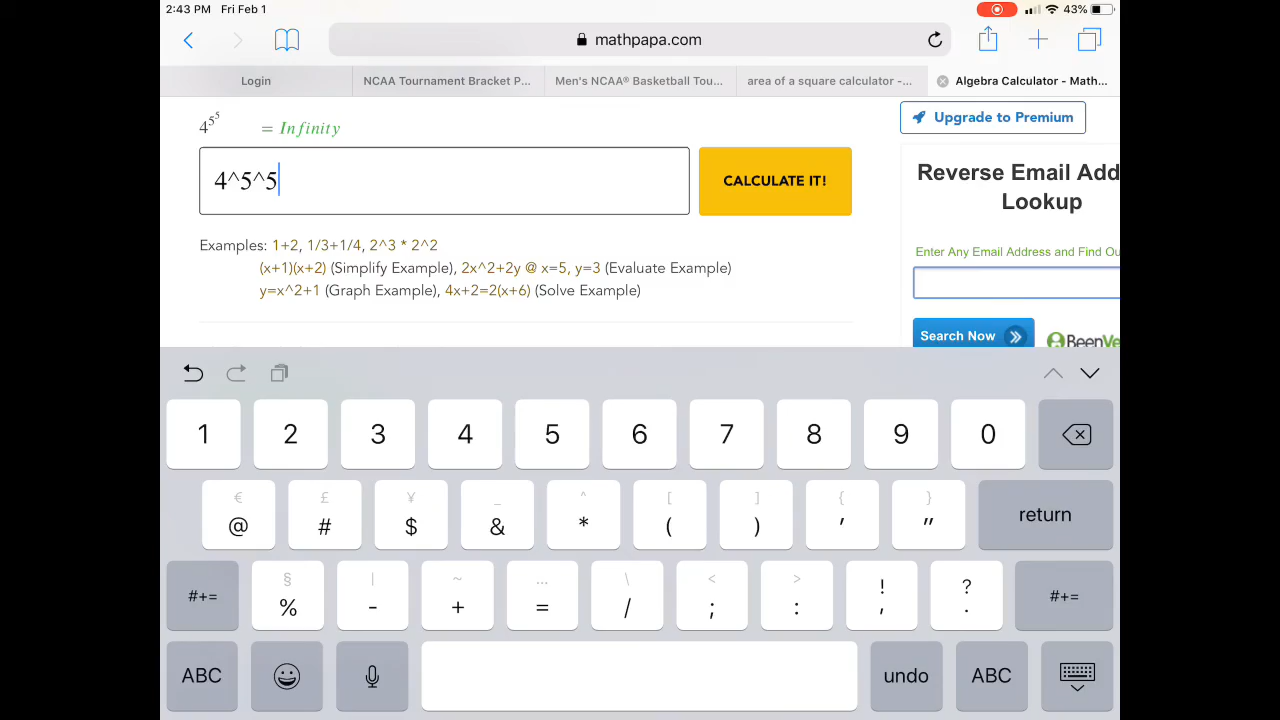 2:43 PM Fri Feb 1 43%
mathpapa.com
Login NCAA Tournament Bracket P... Men's NCAA® Basketball Tou... area of a square calculator -... Algebra Calculator - Math...
4^5^5 = Infinity
Upgrade to Premium
4^5^5
CALCULATE IT!
Reverse Email Add
Lookup
Examples: 1+2, 1/3+1/4, 2^3 * 2^2
(x+1)(x+2) (Simplify Example), 2x^2+2y @ x=5, y=3 (Evaluate Example)
y=x^2+1 (Graph Example), 4x+2=2(x+6) (Solve Example)
Enter Any Email Address and Find Ou
Search Now
BeenVe
1 2 3 4 5 6 7 8 9 0
€ £ ¥ _ ^ [ ] { }
@ # $ & * ( ) ' " return
§ | ~ ... \ < >
#+= % - + = / ; : ! , ? . #+=
ABC undo ABC